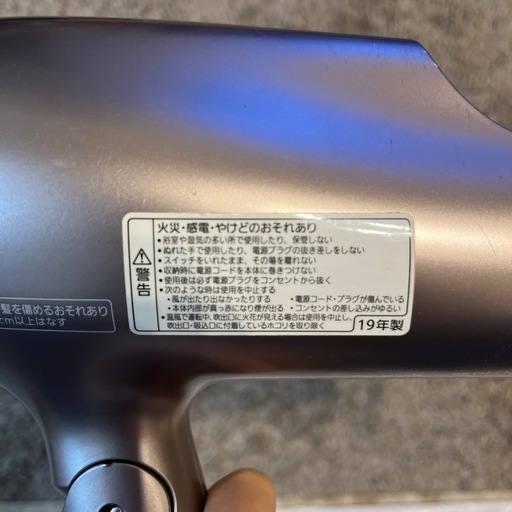 火災・感電・やけどのおそれあり
警告
・浴室や湿気の多い所で使用したり、保管しない
・ぬれた手で使用したり、電源プラグの抜き差しをしない
・スイッチをいれたまま、その場を離れない
・収納時に電源コードを本体に巻きつけない
・使用後は必ず電源プラグをコンセントから抜く
・次のような時は使用を中止する
・風が出たり出なかったりする ・電源コード・プラグが傷んでいる
・本体内部が真っ赤になり煙が出る ・コンセントの差し込みがゆるい
・温風で運転中、吹出口に火花が見える場合は使用を中止し、
吹出口・吸込口に付着しているホコリを取り除く
19年製
髪を傷めるおそれあり
cm以上はなす